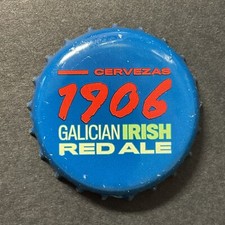 CERVEZAS
1906
GALICIAN IRISH
RED ALE